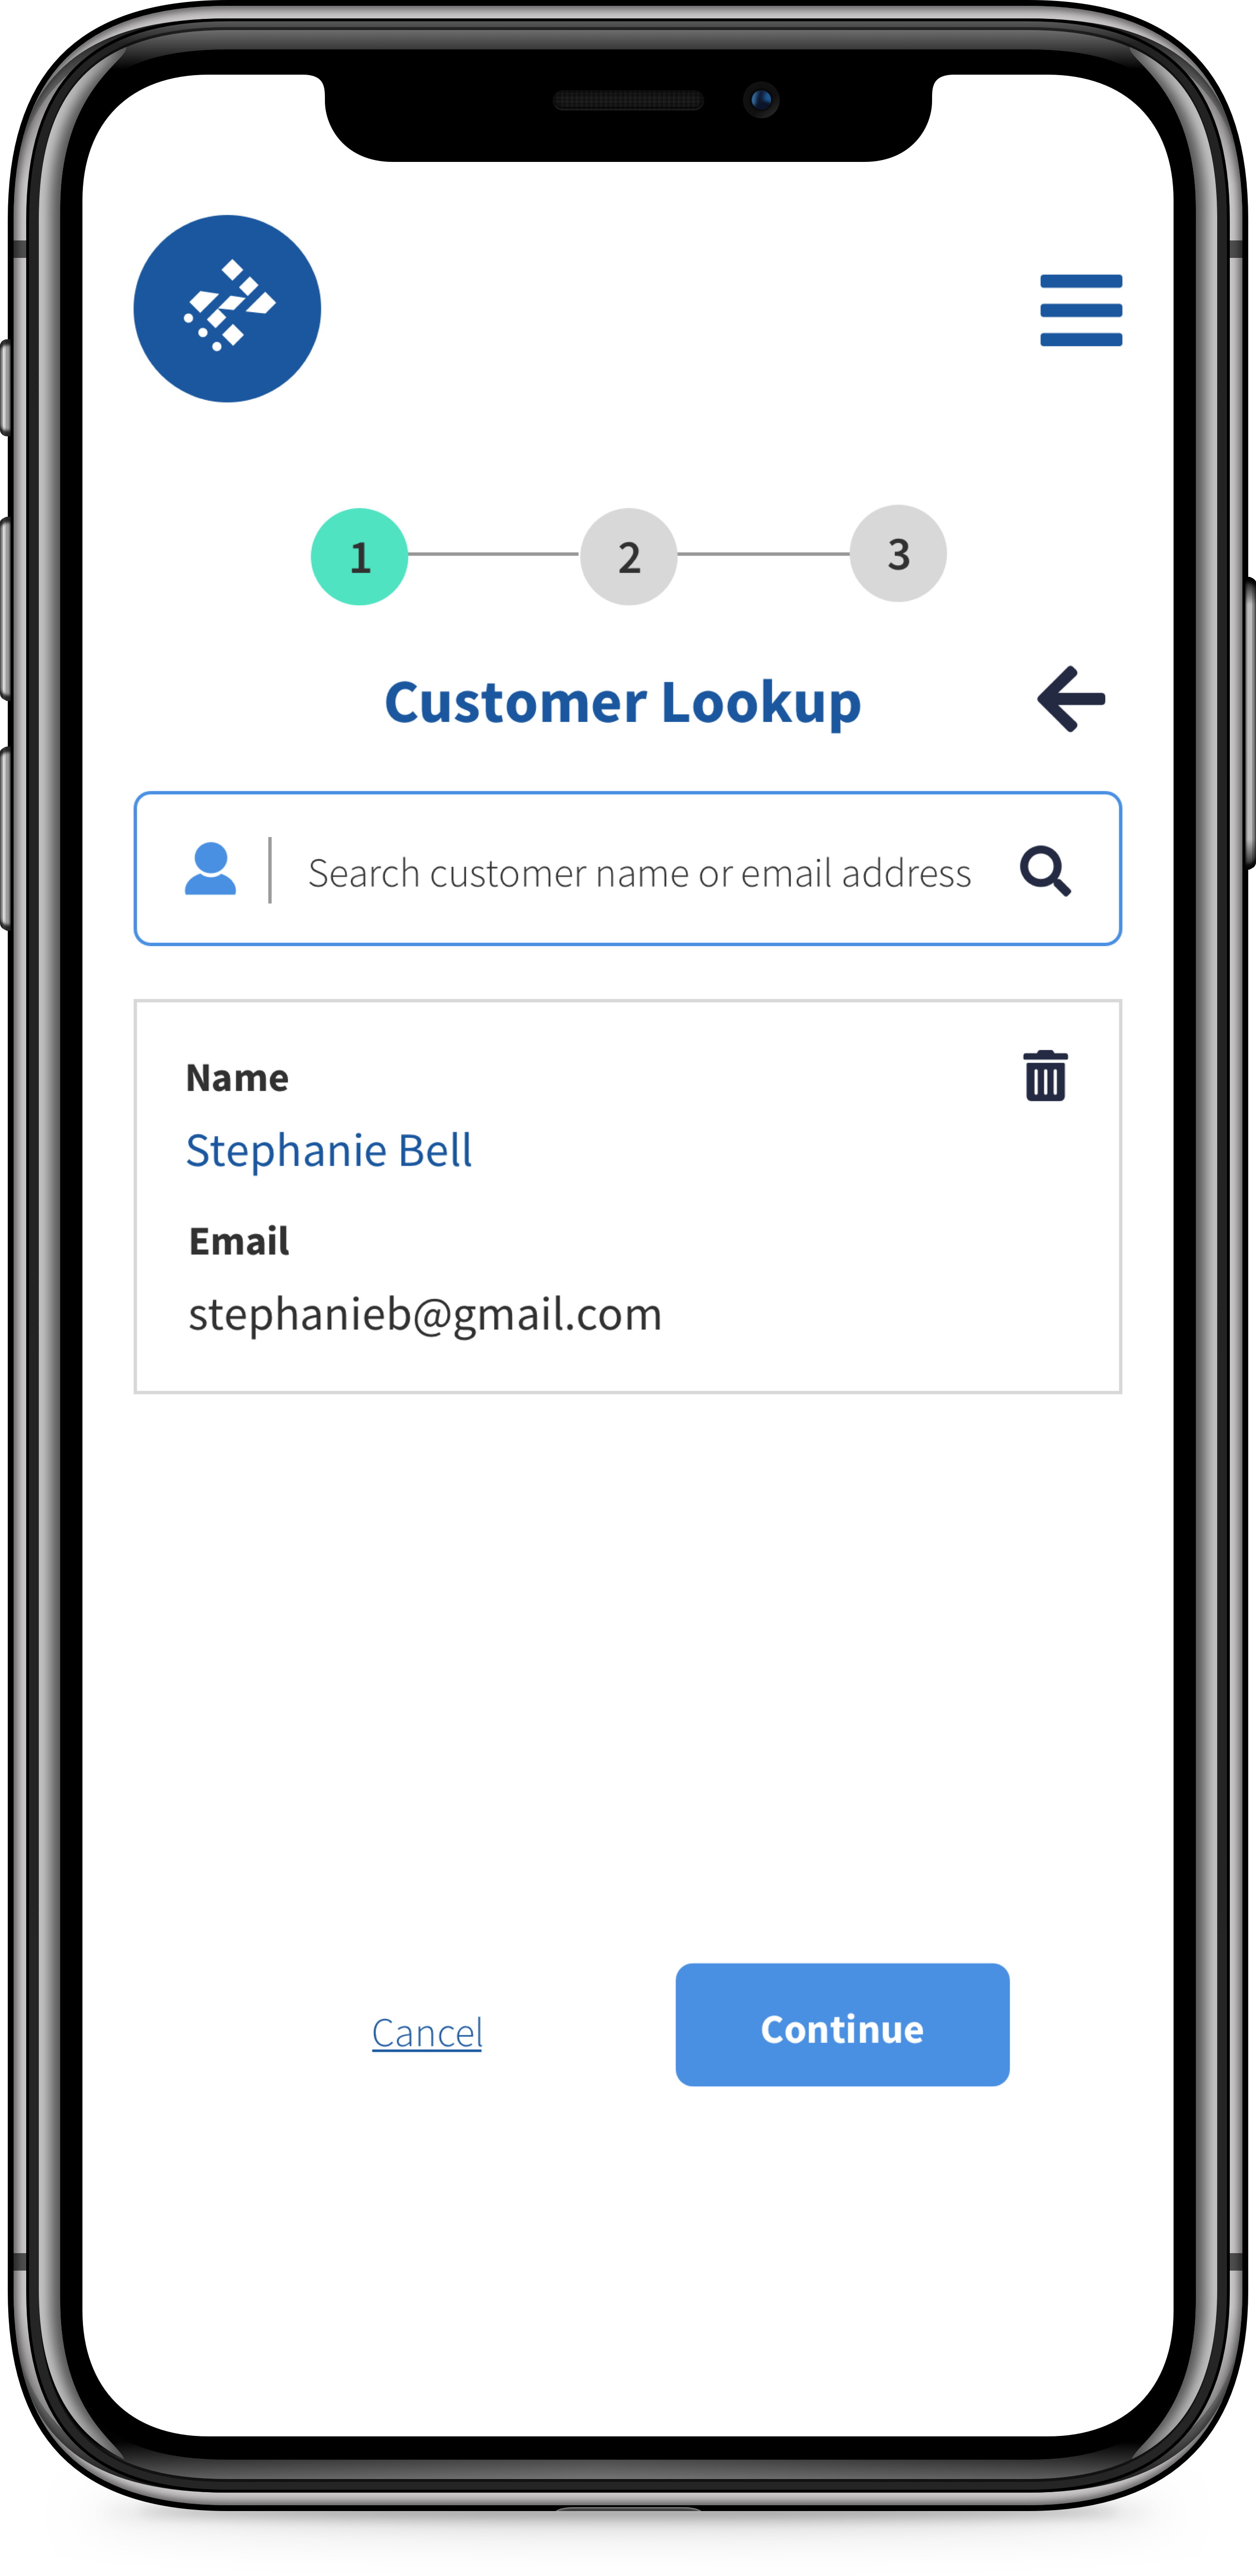 1 2 3
Customer Lookup
Search customer name or email address
Name
Stephanie Bell
Email
stephanieb@gmail.com
Cancel Continue